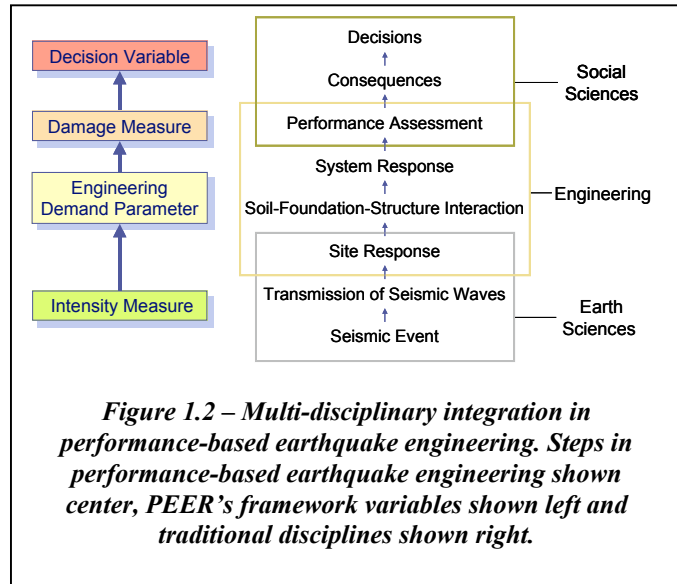 Decision Variable
Damage Measure
Engineering
Demand Parameter
Intensity Measure
Decisions
Consequences
Performance Assessment
System Response
Soil-Foundation-Structure Interaction
Site Response
Transmission of Seismic Waves
Seismic Event
Social
Sciences
Engineering
Earth
Sciences
Figure 1.2 – Multi-disciplinary integration in
performance-based earthquake engineering. Steps in
performance-based earthquake engineering shown
center, PEER’s framework variables shown left and
traditional disciplines shown right.